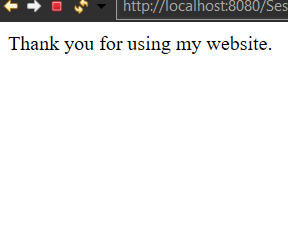 http://localhost:8080/Ses
Thank you for using my website.